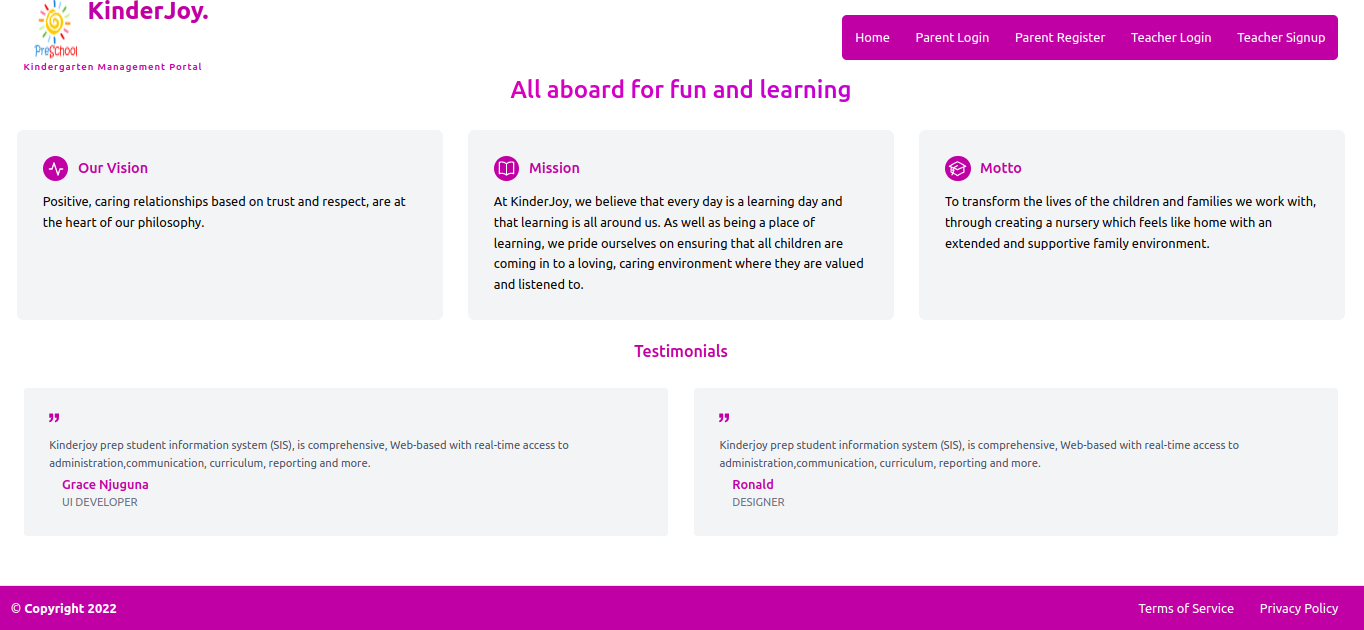 KinderJoy.
PreSchool
Kindergarten Management Portal
Home Parent Login Parent Register Teacher Login Teacher Signup
All aboard for fun and learning
Our Vision
Positive, caring relationships based on trust and respect, are at
the heart of our philosophy.
Mission
At KinderJoy, we believe that every day is a learning day and
that learning is all around us. As well as being a place of
learning, we pride ourselves on ensuring that all children are
coming in to a loving, caring environment where they are valued
and listened to.
Motto
To transform the lives of the children and families we work with,
through creating a nursery which feels like home with an
extended and supportive family environment.
Testimonials
”
Kinderjoy prep student information system (SIS), is comprehensive, Web-based with real-time access to
administration,communication, curriculum, reporting and more.
Grace Njuguna
UI DEVELOPER
”
Kinderjoy prep student information system (SIS), is comprehensive, Web-based with real-time access to
administration,communication, curriculum, reporting and more.
Ronald
DESIGNER
© Copyright 2022
Terms of Service Privacy Policy